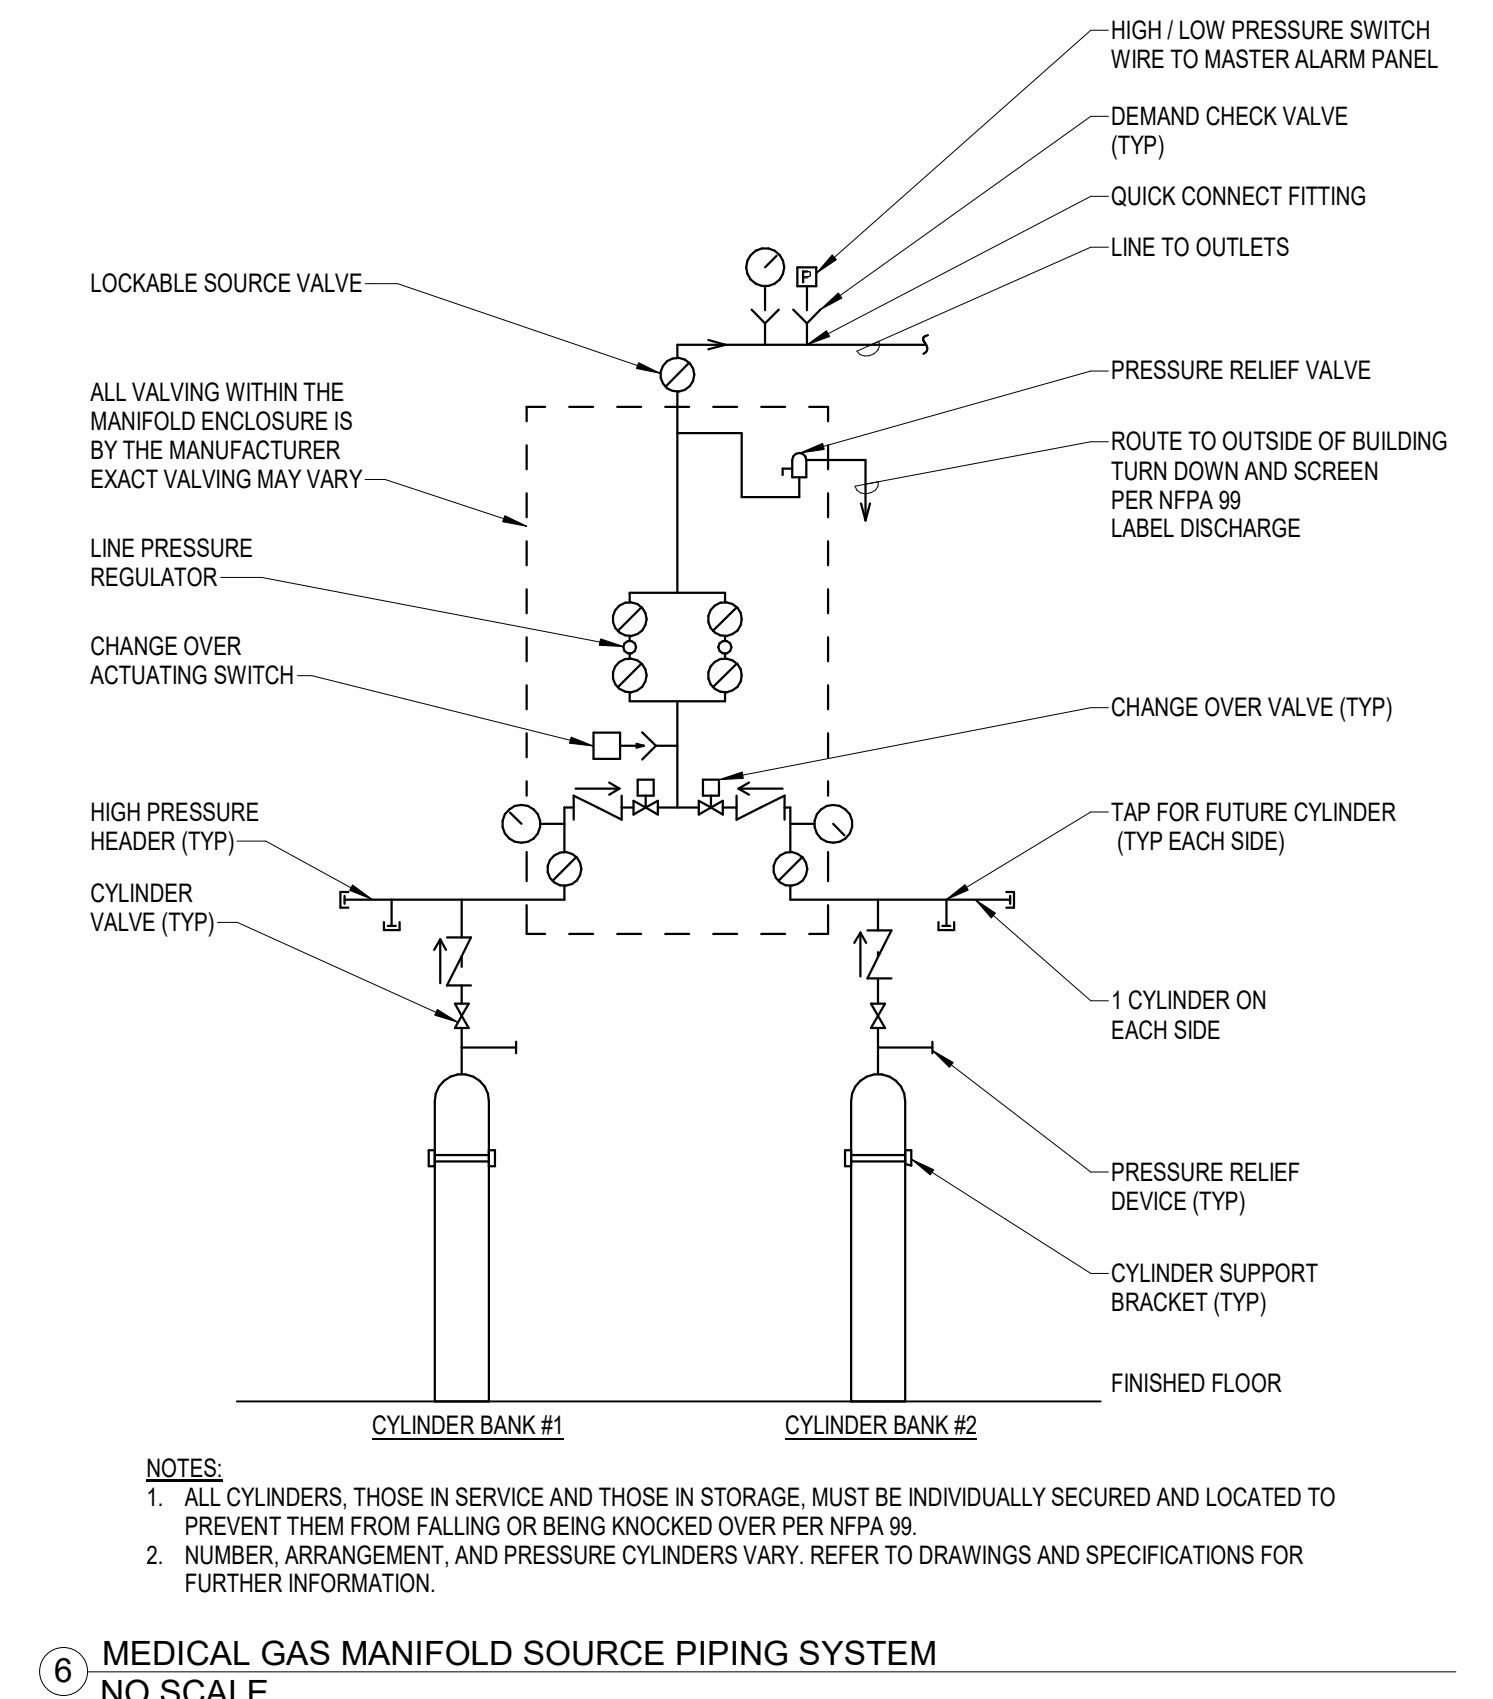 HIGH / LOW PRESSURE SWITCH
WIRE TO MASTER ALARM PANEL
DEMAND CHECK VALVE
(TYP)
QUICK CONNECT FITTING
LINE TO OUTLETS
P
LOCKABLE SOURCE VALVE
PRESSURE RELIEF VALVE
ALL VALVING WITHIN THE
MANIFOLD ENCLOSURE IS
BY THE MANUFACTURER
EXACT VALVING MAY VARY
ROUTE TO OUTSIDE OF BUILDING
TURN DOWN AND SCREEN
PER NFPA 99
LABEL DISCHARGE
LINE PRESSURE
REGULATOR
CHANGE OVER
ACTUATING SWITCH
CHANGE OVER VALVE (TYP)
HIGH PRESSURE
HEADER (TYP)
TAP FOR FUTURE CYLINDER
(TYP EACH SIDE)
CYLINDER
VALVE (TYP)
1 CYLINDER ON
EACH SIDE
PRESSURE RELIEF
DEVICE (TYP)
CYLINDER SUPPORT
BRACKET (TYP)
FINISHED FLOOR
CYLINDER BANK #1
CYLINDER BANK #2
NOTES:
1. ALL CYLINDERS, THOSE IN SERVICE AND THOSE IN STORAGE, MUST BE INDIVIDUALLY SECURED AND LOCATED TO
PREVENT THEM FROM FALLING OR BEING KNOCKED OVER PER NFPA 99.
2. NUMBER, ARRANGEMENT, AND PRESSURE CYLINDERS VARY. REFER TO DRAWINGS AND SPECIFICATIONS FOR
FURTHER INFORMATION.
6 MEDICAL GAS MANIFOLD SOURCE PIPING SYSTEM
NO SCALE